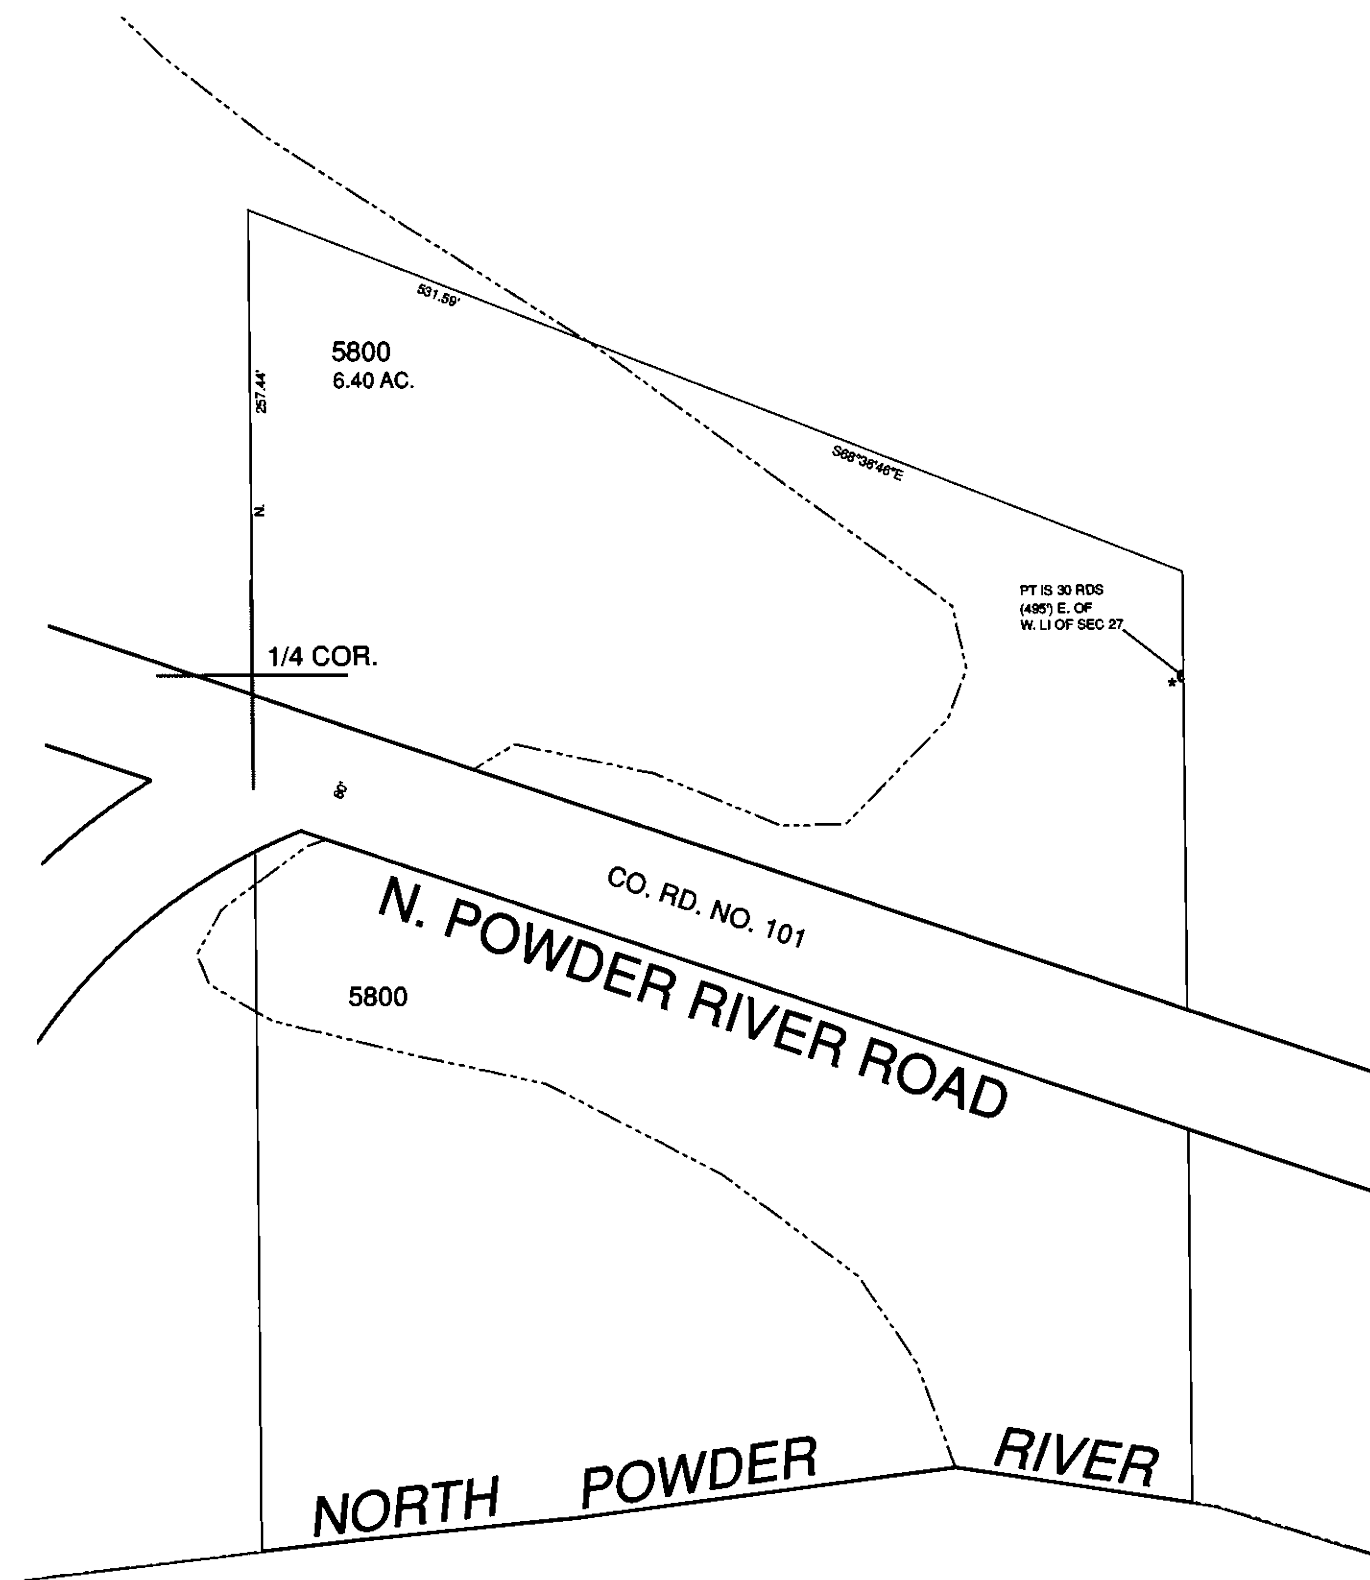 531.59'
5800
6.40 AC.
257.44'
N.
S68°38'46"E
PT IS 30 RDS
(495') E. OF
W. LI OF SEC 27
*
1/4 COR.
60'
CO. RD. NO. 101
N. POWDER RIVER ROAD
5800
NORTH POWDER RIVER